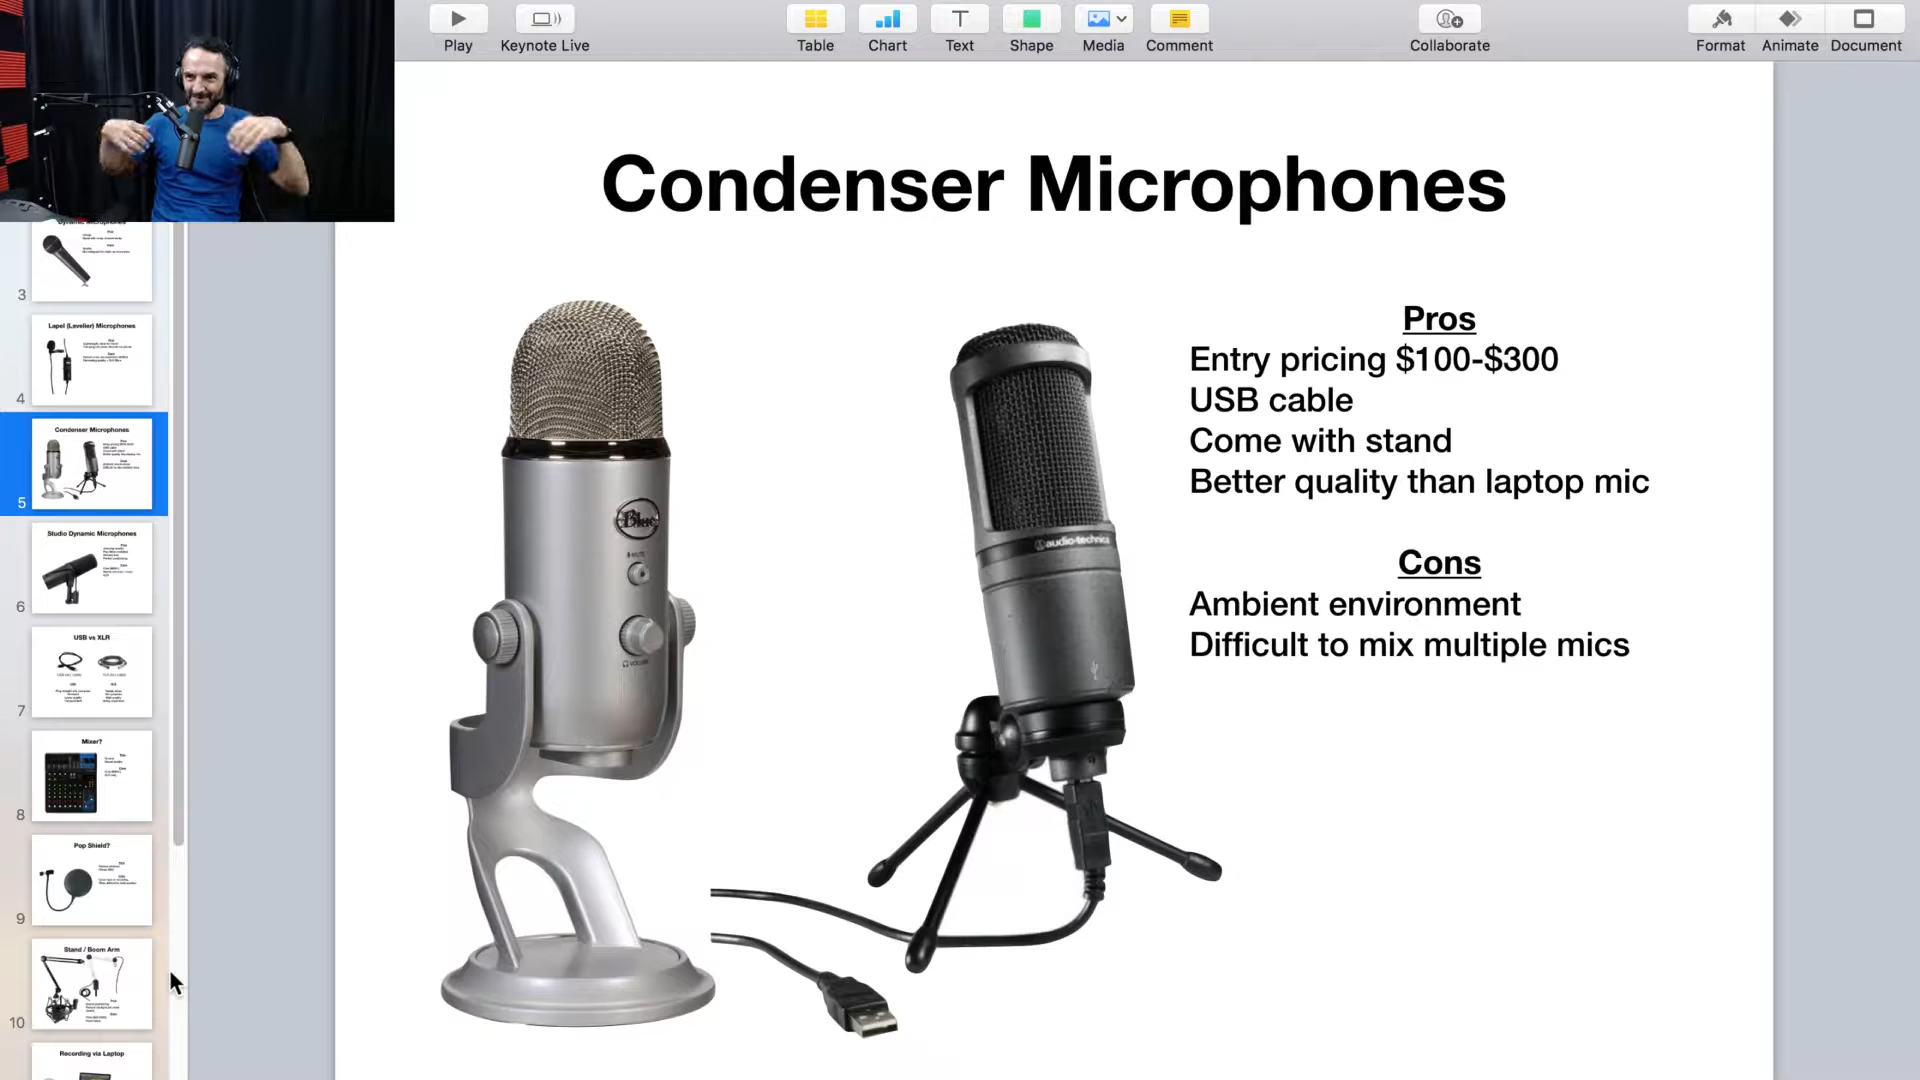 Play
Keynote Live
Table
Chart
Text
Shape
Media
Comment
Collaborate
Format
Animate
Document
Condenser Microphones
Blue
MUTE
VOLUME
audio-technica
Pros
Entry pricing $100-$300
USB cable
Come with stand
Better quality than laptop mic
Cons
Ambient environment
Difficult to mix multiple mics
3
Lapel (Lavelier) Microphones
4
Condenser Microphones
5
Studio Dynamic Microphones
6
USB vs XLR
7
Mixer?
8
Pop Shield?
9
Stand / Boom Arm
10
Recording via Laptop